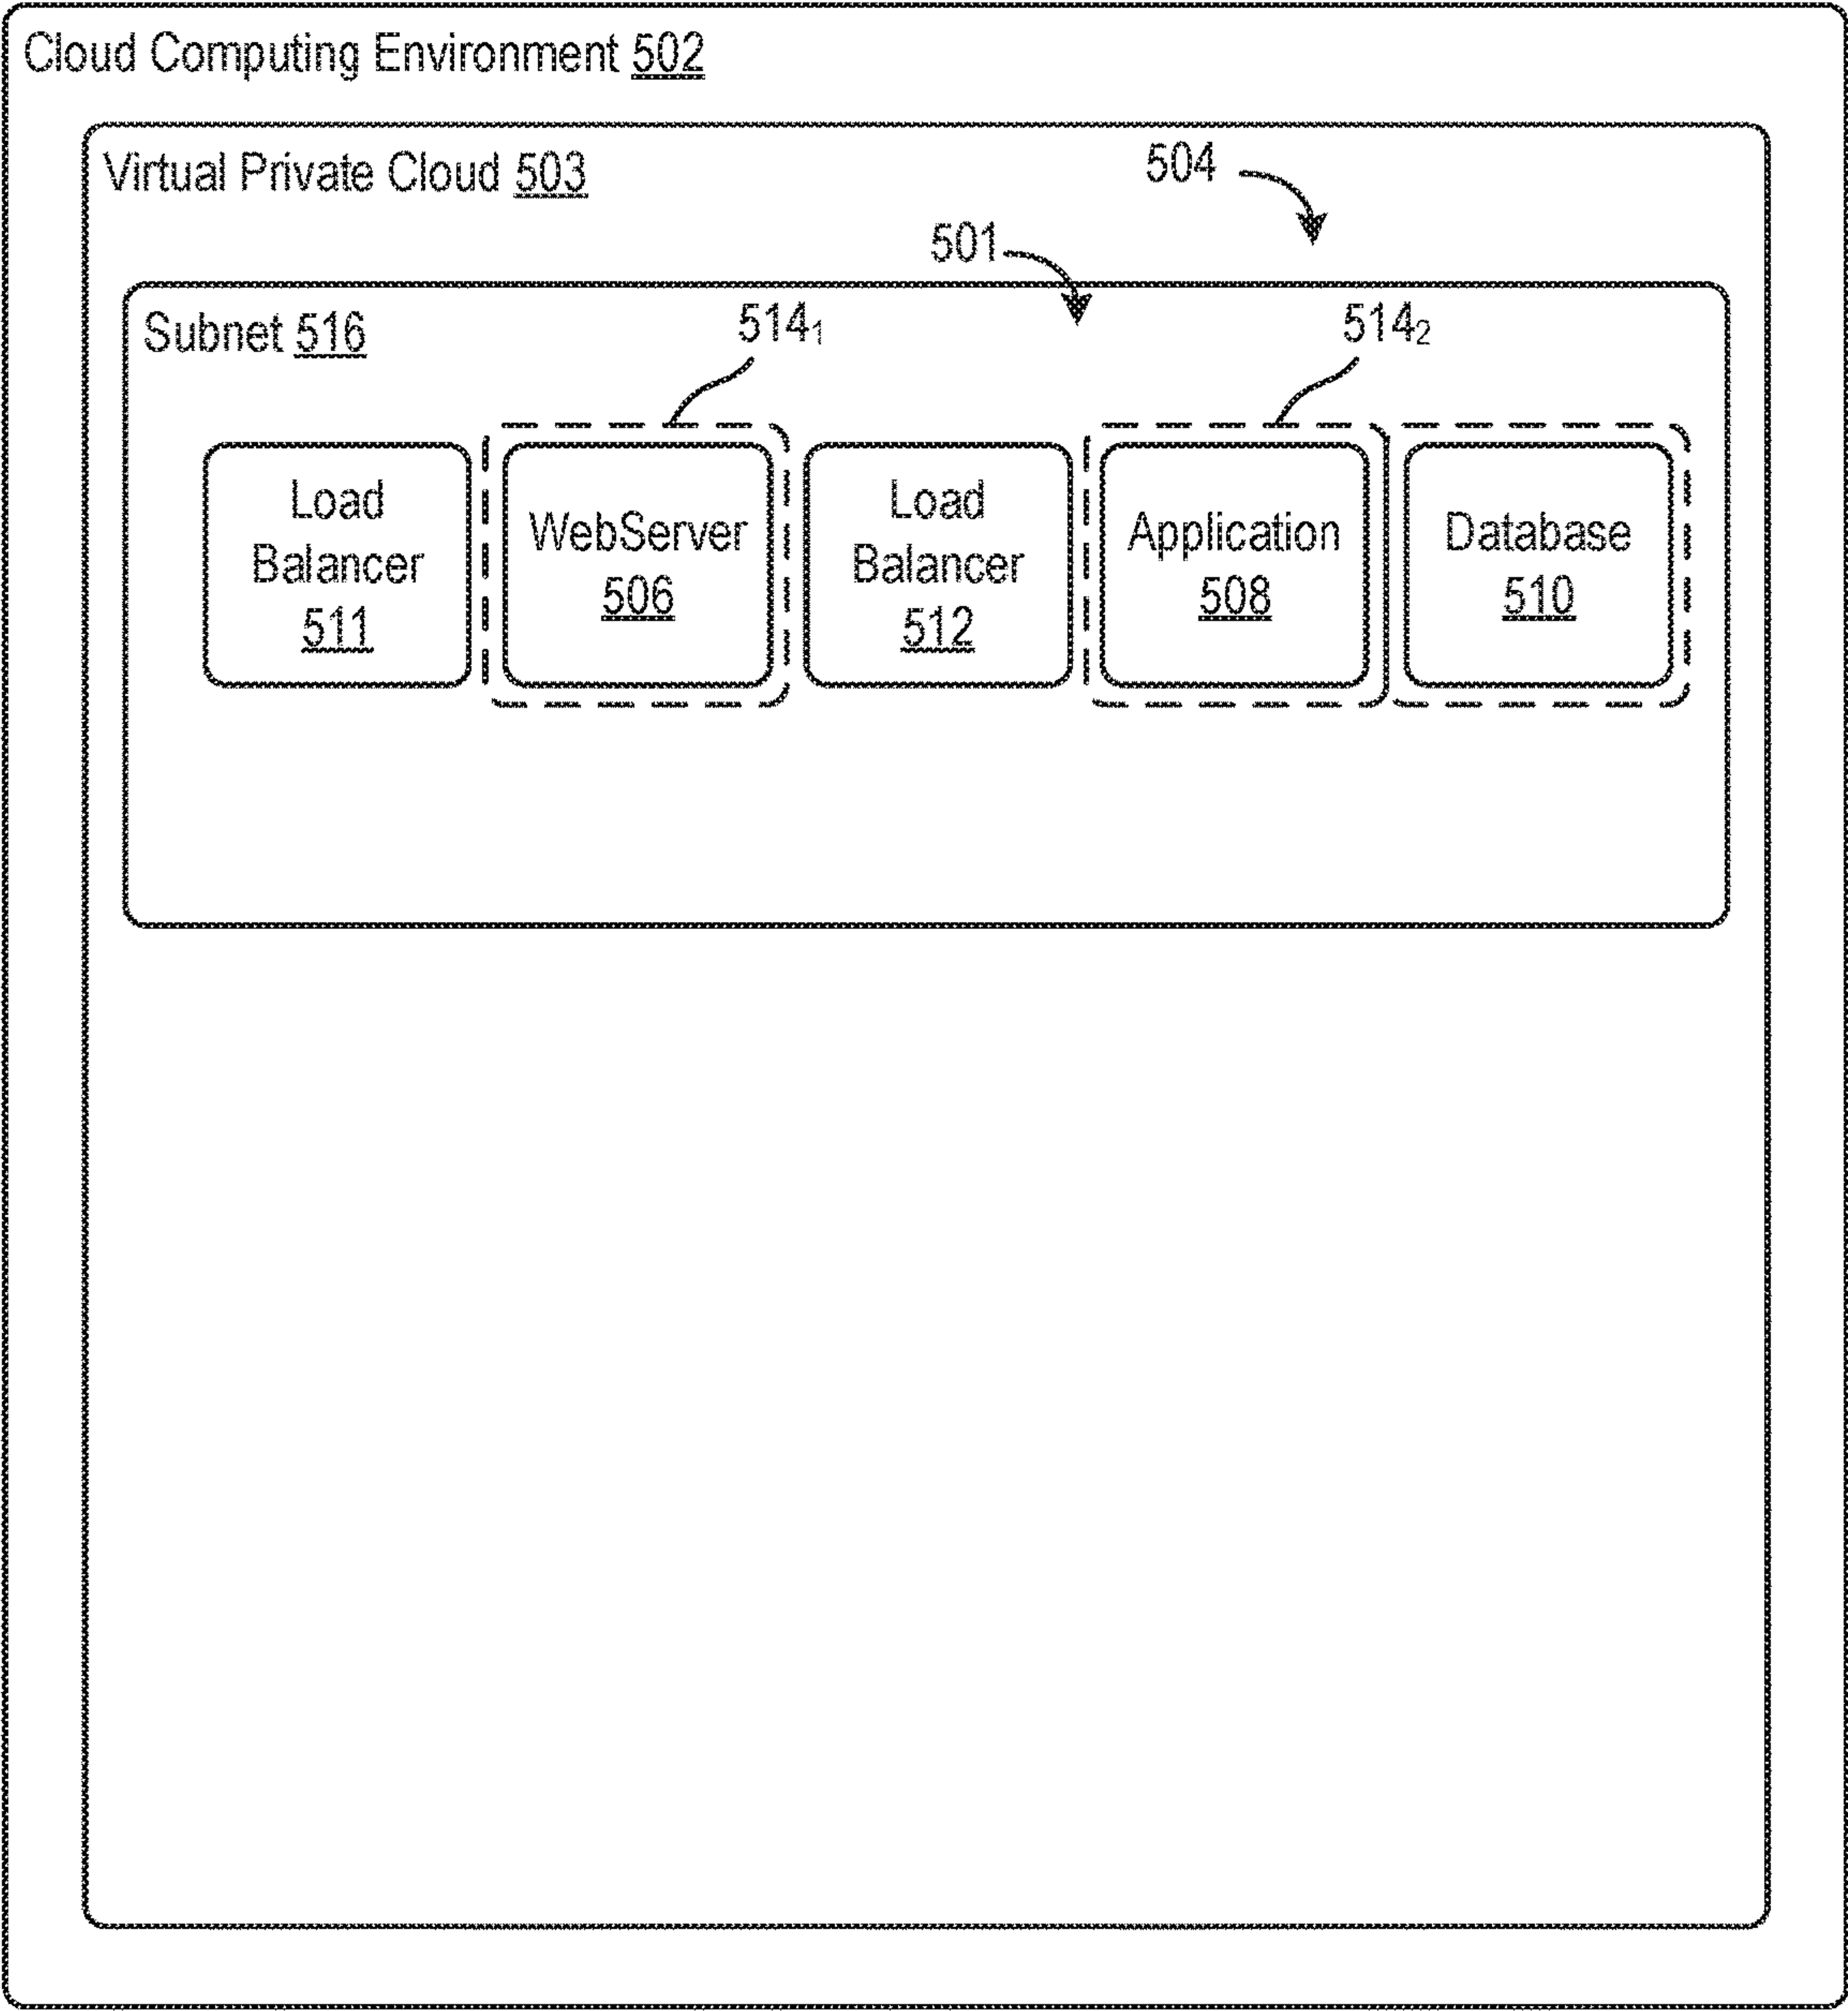 Cloud Computing Environment 502
Virtual Private Cloud 503
504
501
Subnet 516
514₁
514₂
Load
Balancer
511
WebServer
506
Load
Balancer
512
Application
508
Database
510